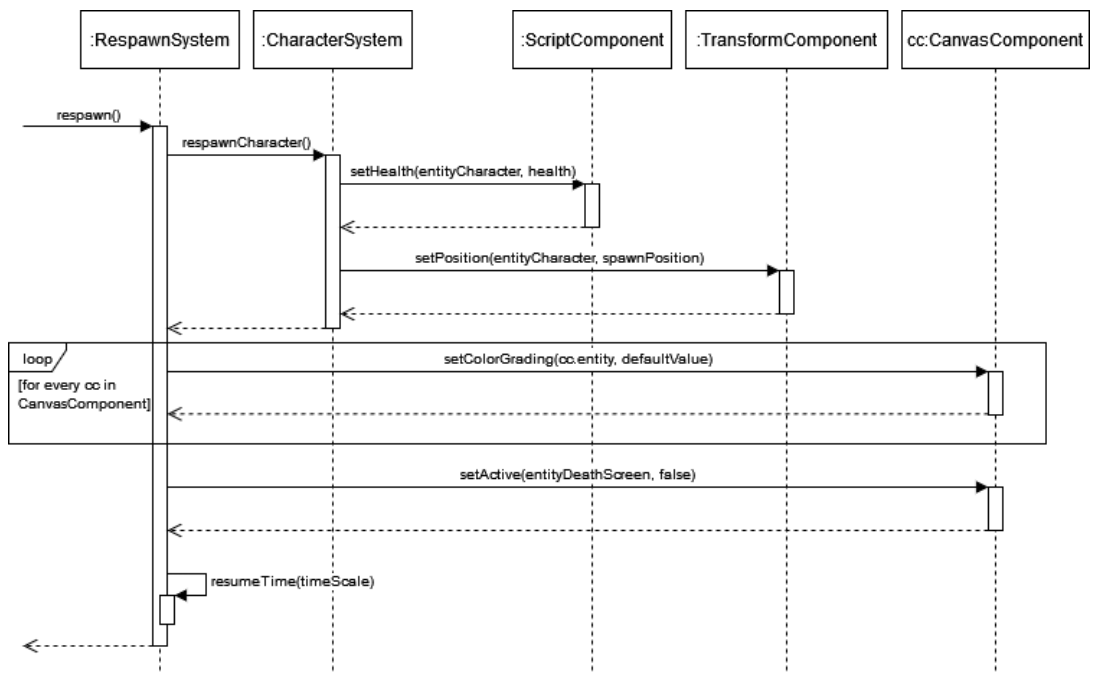 :RespawnSystem
:CharacterSystem
:ScriptComponent
:TransformComponent
cc:CanvasComponent
respawn()
respawnCharacter()
setHealth(entityCharacter, health)
setPosition(entityCharacter, spawnPosition)
loop
setColorGrading(cc.entity, defaultValue)
[for every cc in
CanvasComponent]
setActive(entityDeathScreen, false)
resumeTime(timeScale)